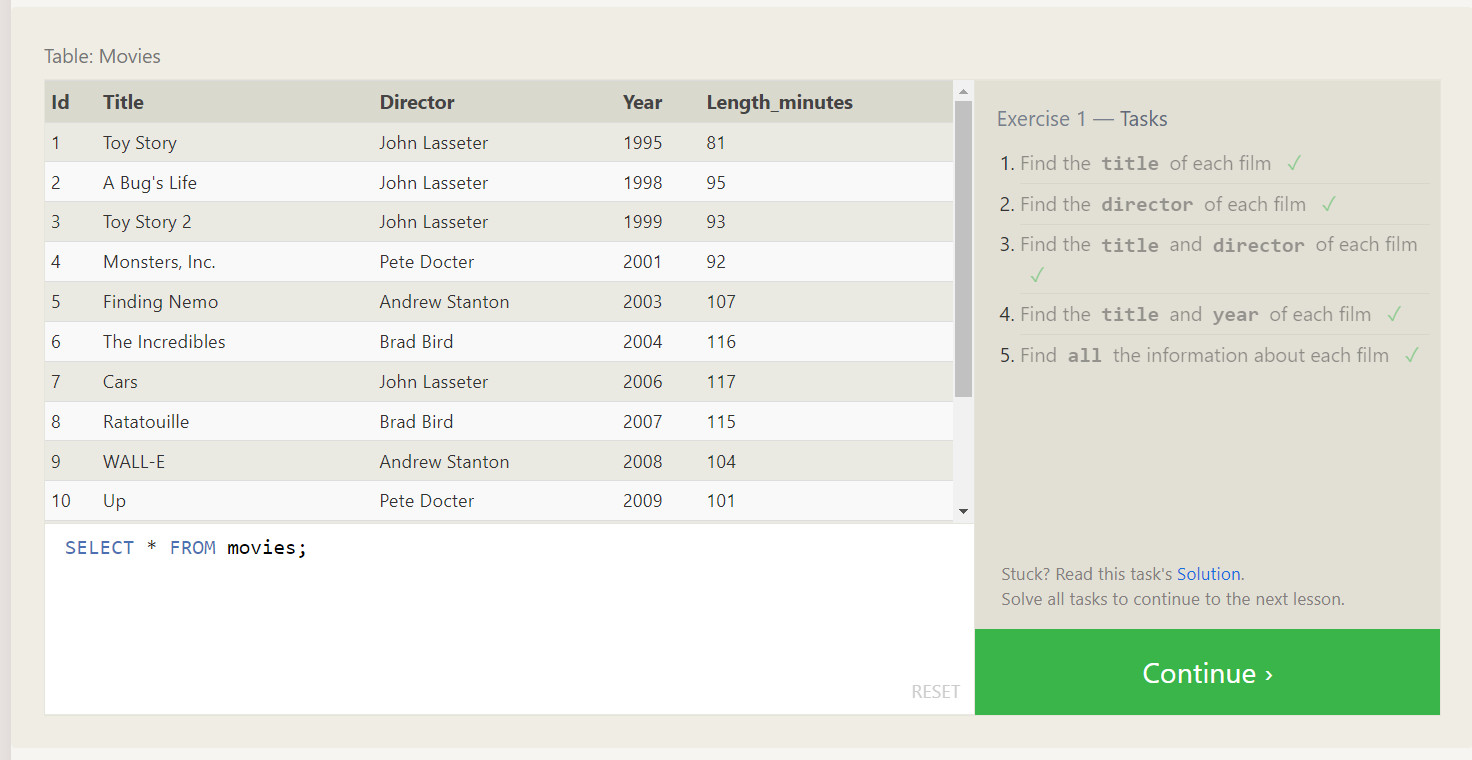 Table: Movies
Id Title Director Year Length_minutes
1 Toy Story John Lasseter 1995 81
2 A Bug's Life John Lasseter 1998 95
3 Toy Story 2 John Lasseter 1999 93
4 Monsters, Inc. Pete Docter 2001 92
5 Finding Nemo Andrew Stanton 2003 107
6 The Incredibles Brad Bird 2004 116
7 Cars John Lasseter 2006 117
8 Ratatouille Brad Bird 2007 115
9 WALL-E Andrew Stanton 2008 104
10 Up Pete Docter 2009 101
SELECT * FROM movies;
RESET
Exercise 1 — Tasks
1. Find the title of each film ✓
2. Find the director of each film ✓
3. Find the title and director of each film
✓
4. Find the title and year of each film ✓
5. Find all the information about each film ✓
Stuck? Read this task's Solution.
Solve all tasks to continue to the next lesson.
Continue ›